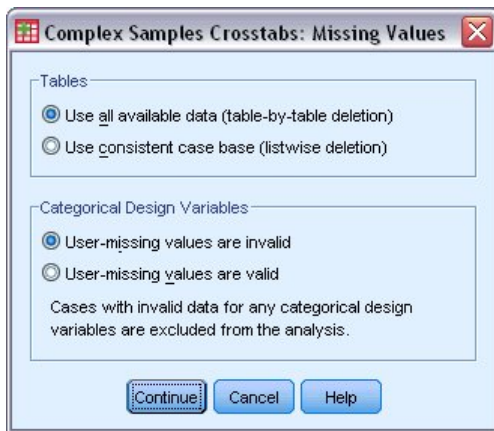 Complex Samples Crosstabs: Missing Values
Tables
Use all available data (table-by-table deletion)
Use consistent case base (listwise deletion)
Categorical Design Variables
User-missing values are invalid
User-missing values are valid
Cases with invalid data for any categorical design
variables are excluded from the analysis.
Continue Cancel Help